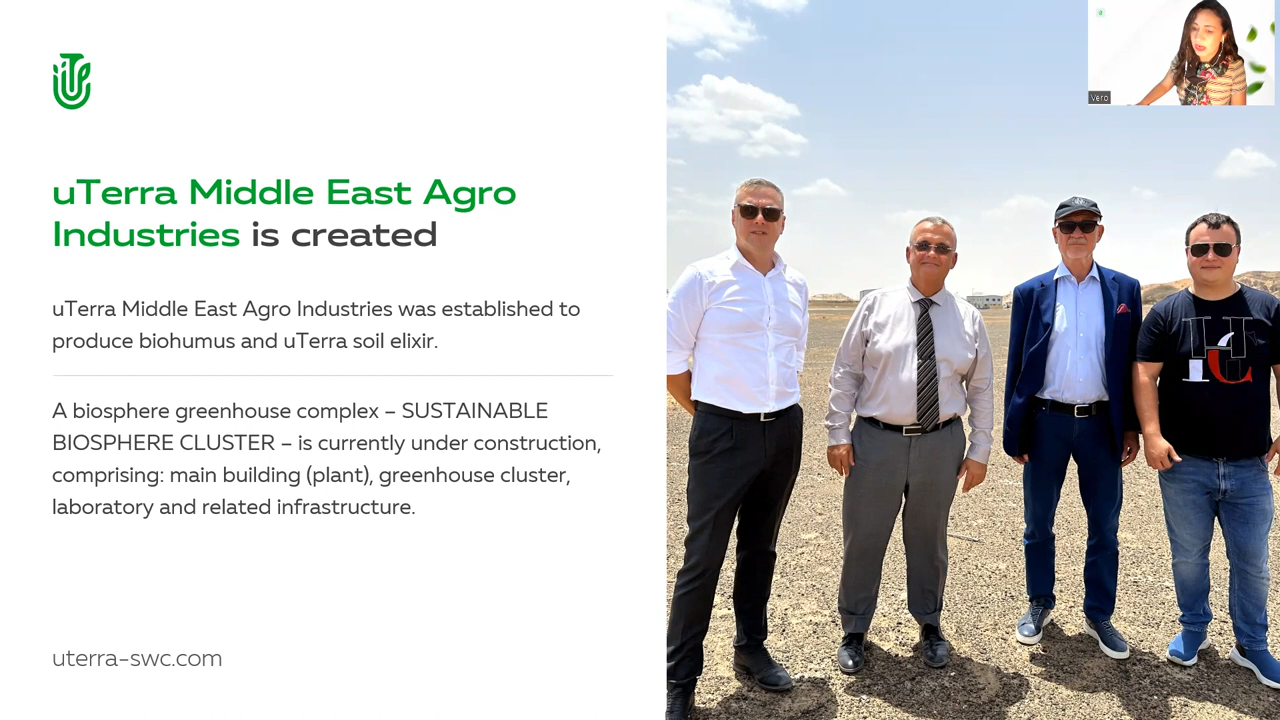 uTerra Middle East Agro
Industries is created
uTerra Middle East Agro Industries was established to
produce biohumus and uTerra soil elixir.
A biosphere greenhouse complex – SUSTAINABLE
BIOSPHERE CLUSTER – is currently under construction,
comprising: main building (plant), greenhouse cluster,
laboratory and related infrastructure.
uterra-swc.com
Vero